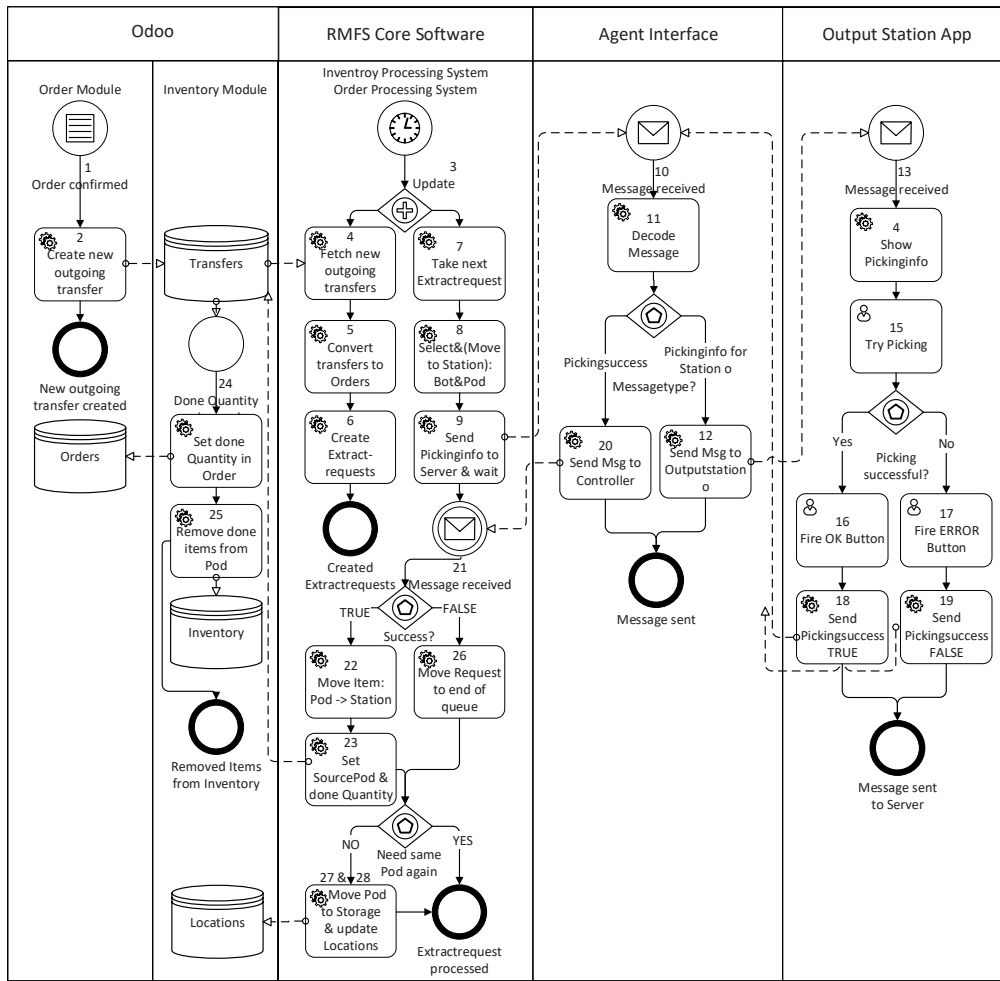 Odoo
RMFS Core Software
Agent Interface
Output Station App
Order Module
1
Order confirmed
2
Create new
outgoing
transfer
New outgoing
transfer created
Orders
Inventory Module
Transfers
24
Done Quantity
Set done
Quantity in
Order
25
Remove done
items from
Pod
Inventory
Removed Items
from Inventory
Locations
Inventroy Processing System
Order Processing System
3
Update
4
Fetch new
outgoing
transfers
5
Convert
transfers to
Orders
6
Create
Extract-
requests
Created
Extractrequests
7
Take next
Extractrequest
8
Select&(Move
to Station):
Bot&Pod
9
Send
Pickinginfo to
Server & wait
21
Message received
TRUE
FALSE
Success?
22
Move Item:
Pod -> Station
26
Move Request
to end of
queue
23
Set
SourcePod &
done Quantity
NO
YES
Need same
Pod again
27 & 28
Move Pod
to Storage
& update
Locations
Extractrequest
processed
10
Message received
11
Decode
Message
Pickingsuccess
Pickinginfo for
Station o
Messagetype?
20
Send Msg to
Controller
12
Send Msg to
Outputstation
o
Message sent
13
Message received
4
Show
Pickinginfo
15
Try Picking
Yes
No
Picking
successful?
16
Fire OK Button
17
Fire ERROR
Button
18
Send
Pickingsuccess
TRUE
19
Send
Pickingsuccess
FALSE
Message sent
to Server